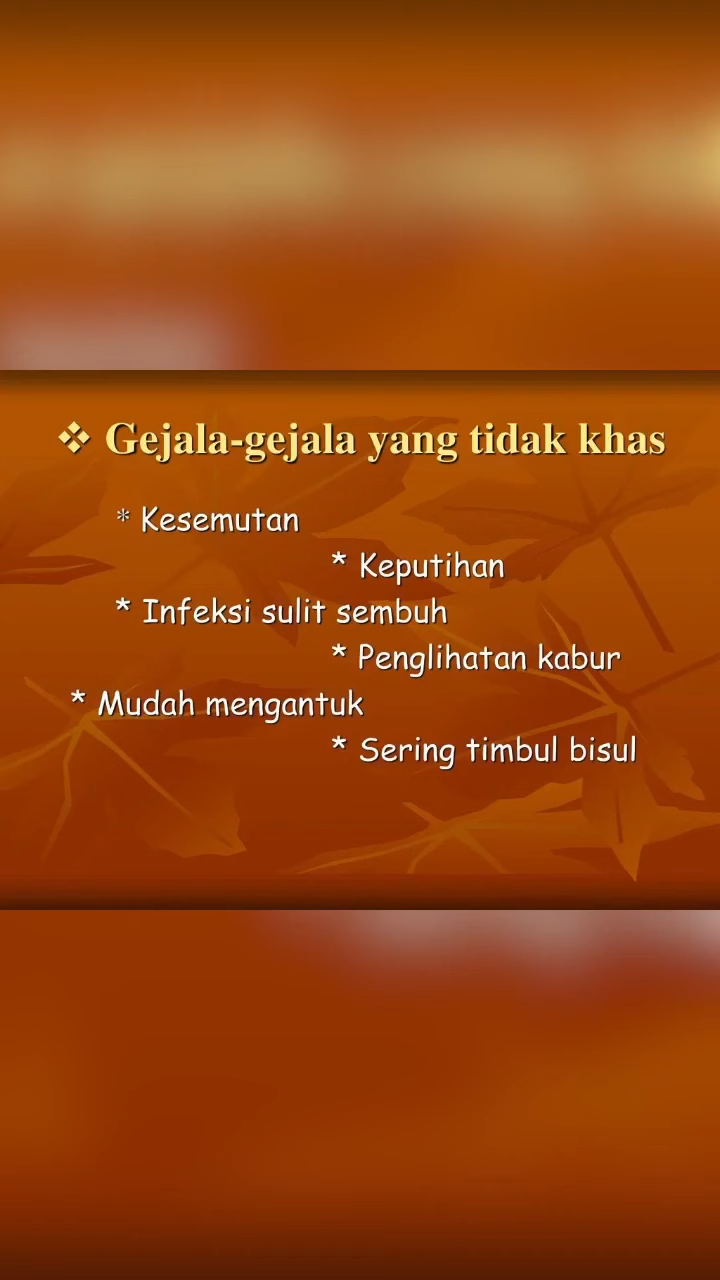 ❖ Gejala-gejala yang tidak khas
* Kesemutan
* Keputihan
* Infeksi sulit sembuh
* Penglihatan kabur
* Mudah mengantuk
* Sering timbul bisul